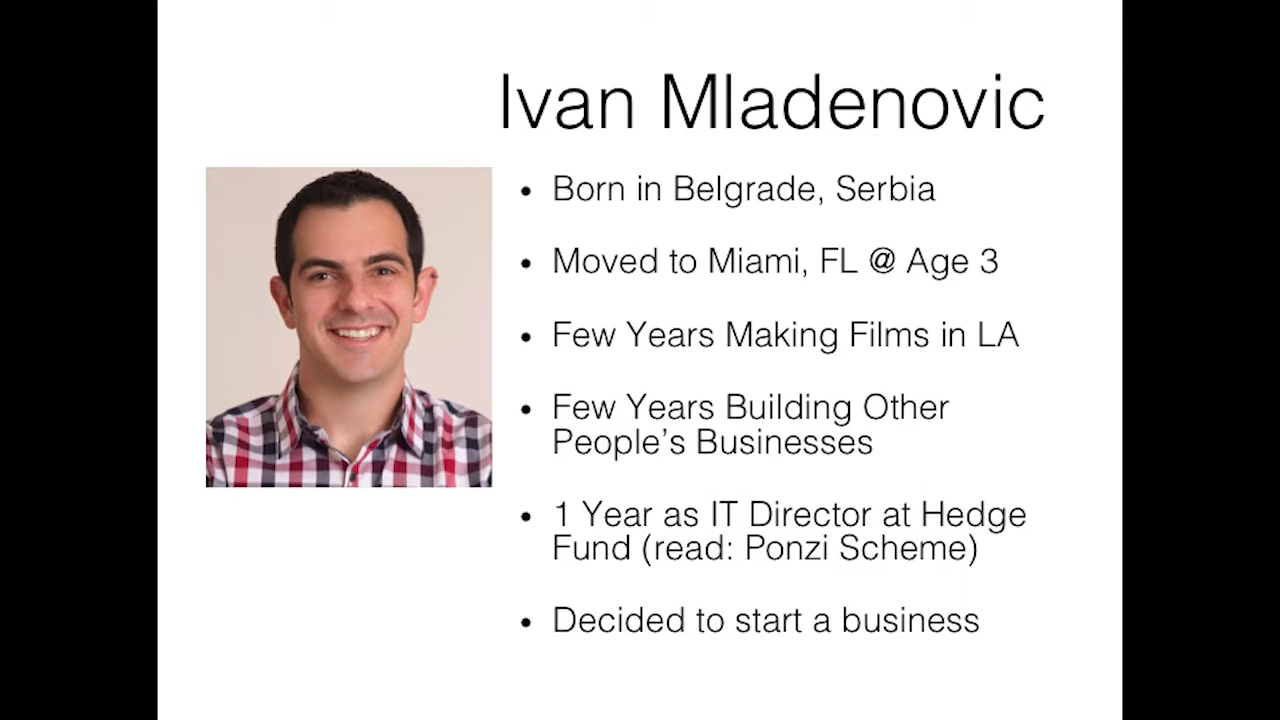 Ivan Mladenovic
• Born in Belgrade, Serbia
• Moved to Miami, FL @ Age 3
• Few Years Making Films in LA
• Few Years Building Other
People’s Businesses
• 1 Year as IT Director at Hedge
Fund (read: Ponzi Scheme)
• Decided to start a business